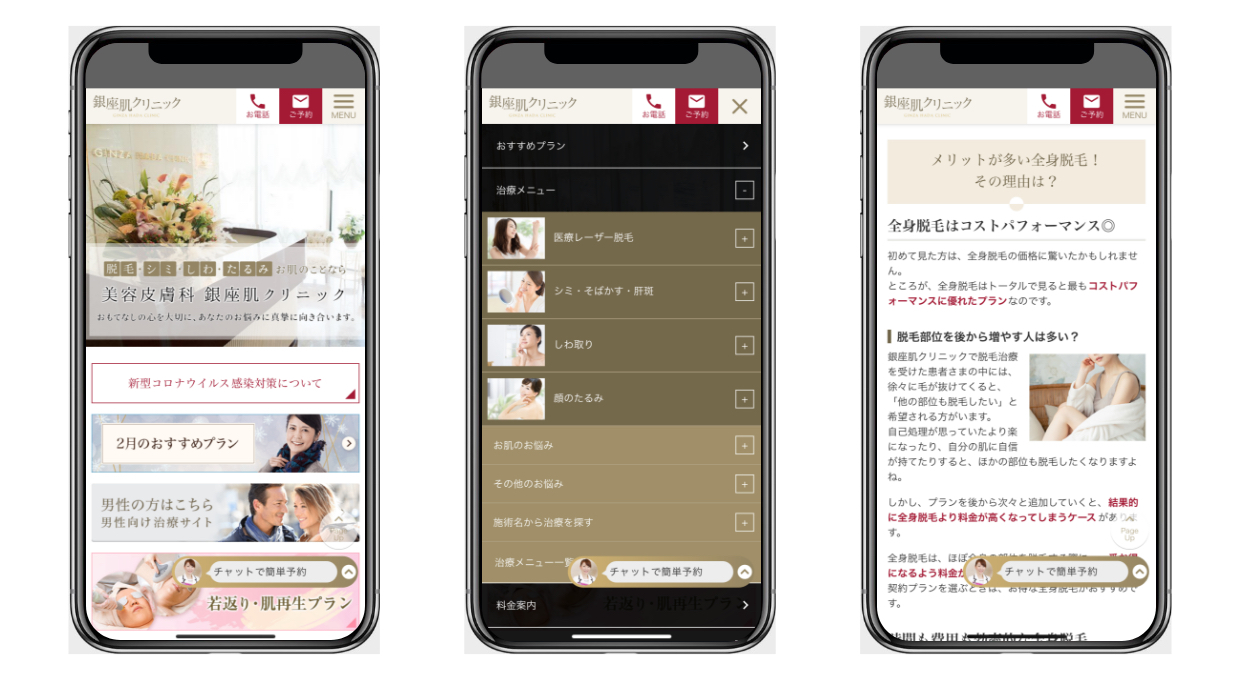 銀座肌クリニック
お電話
ご予約
MENU
脱毛・シミ・しわ・たるみ お肌のことなら
美容皮膚科 銀座肌クリニック
おもてなしの心を大切に、あなたのお悩みに真摯に向き合います。
新型コロナウイルス感染対策について
2月のおすすめプラン
男性の方はこちら
男性向け治療サイト
チャットで簡単予約
若返り・肌再生プラン
銀座肌クリニック
お電話
ご予約
おすすめプラン
治療メニュー
医療レーザー脱毛
シミ・そばかす・肝斑
しわ取り
顔のたるみ
お肌のお悩み
その他のお悩み
施術名から治療を探す
治療メニュー一
チャットで簡単予約
料金案内
若返り・肌再生プラン
銀座肌クリニック
お電話
ご予約
MENU
メリットが多い全身脱毛！
その理由は？
全身脱毛はコストパフォーマンス◎
初めて見た方は、全身脱毛の価格に驚いたかもしれませ
ん。
ところが、全身脱毛はトータルで見ると最もコストパフ
ォーマンスに優れたプランなのです。
脱毛部位を後から増やす人は多い？
銀座肌クリニックで脱毛治療
を受けた患者さまの中には、
徐々に毛が抜けてくると、
「他の部位も脱毛したい」と
希望される方がいます。
自己処理が思っていたより楽
になったり、自分の肌に自信
が持てたりすると、ほかの部位も脱毛したくなりますよ
ね。
しかし、プランを後から次々と追加していくと、結果的
に全身脱毛より料金が高くなってしまうケースがあ
す。
Page
Up
全身脱毛は、ほぼ
になるよう料金が
チャットで簡単予約
契約プランを選ぶときは、お得な全身脱毛がおすすめで
す。